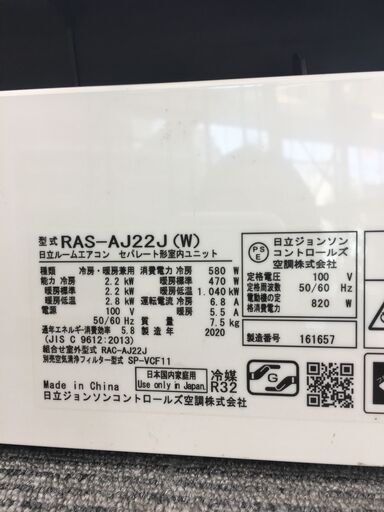 型式 RAS-AJ22J(W)
日立ルームエアコン セパレート形室内ユニット
種類 冷房・暖房兼用 消費電力 冷房 580 W
能力 冷房 2.2 kW 暖房標準 470 W
暖房標準 2.2 kW 暖房低温 1.040 kW
暖房低温 2.8 kW 運転電流 冷房 6.8 A
電源 100 V 暖房 5.5 A
50/60 Hz 質量 7.5 kg
通年エネルギー消費効率 5.8 製造年 2020
(JIS C 9612:2013)
組合せ室外型式 RAC-AJ22J
別売空気清浄フィルター型式 SP-VCF11
Made in China
日本国内家庭用
Use only in Japan
冷媒
R32
日立ジョンソンコントロールズ空調株式会社
PS
E
日立ジョンソン
コントロールズ
空調株式会社
定格電圧 100 V
定格周波数 50/60 Hz
電動機の定格消費電力 820 W
製造番号 161657
G